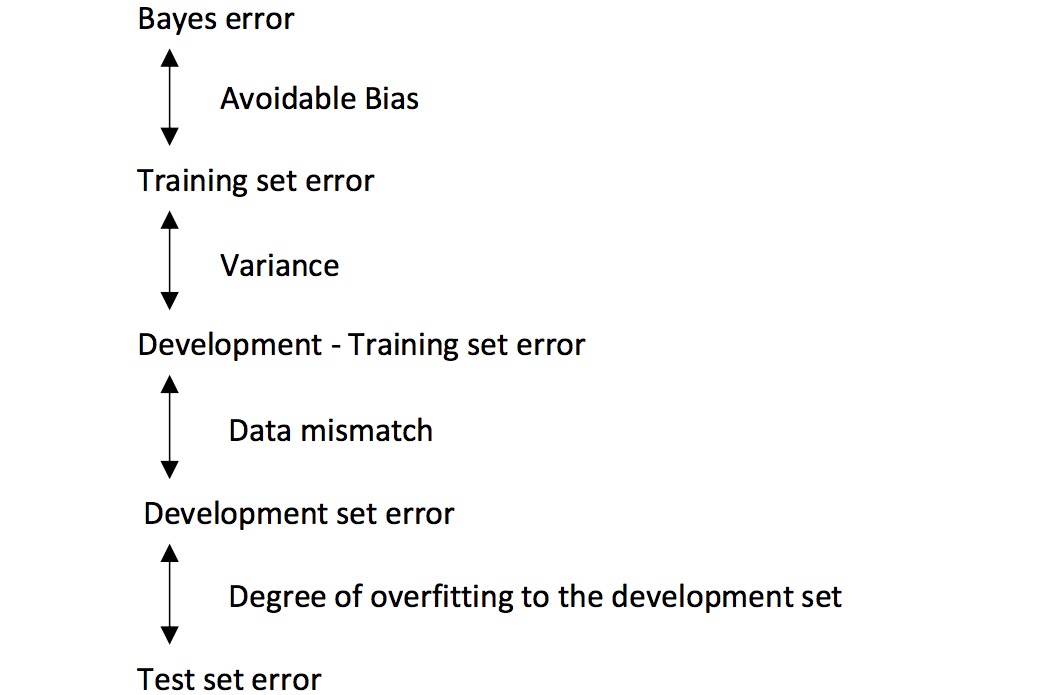 Bayes error
Avoidable Bias
Training set error
Variance
Development - Training set error
Data mismatch
Development set error
Degree of overfitting to the development set
Test set error